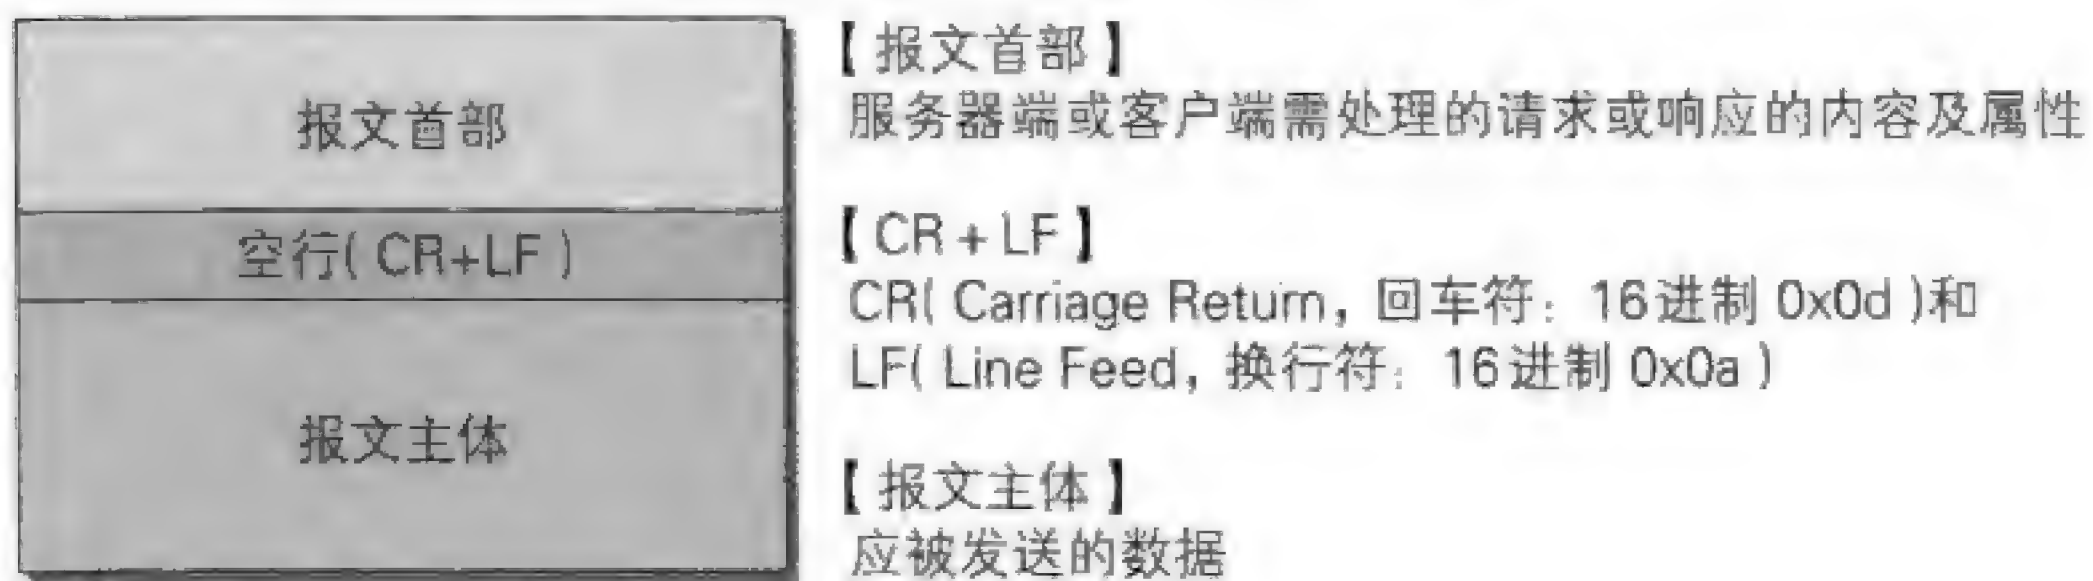 报文首部
空行(CR+LF)
报文主体
【报文首部】
服务器端或客户端需处理的请求或响应的内容及属性
【CR+LF】
CR(Carriage Return，回车符：16进制 0x0d)和
LF(Line Feed，换行符：16进制 0x0a)
【报文主体】
应被发送的数据